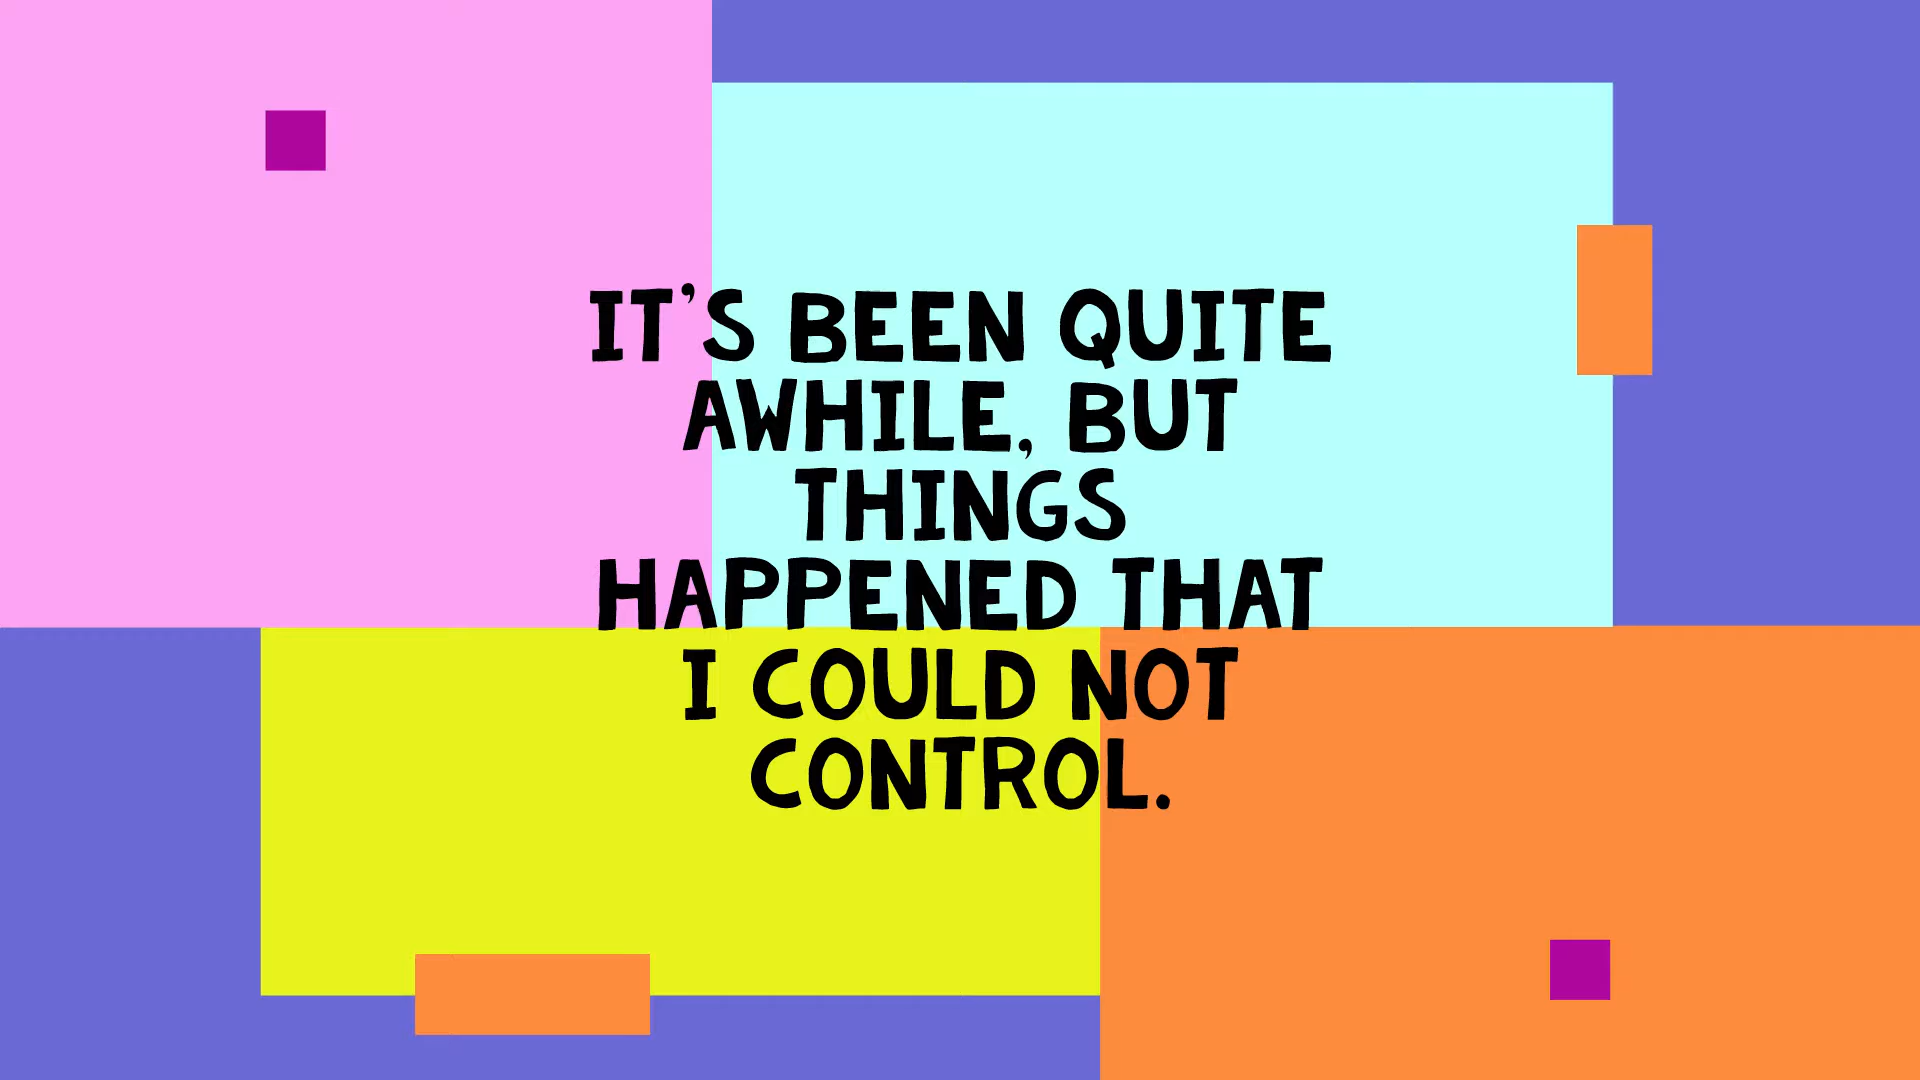 IT'S BEEN QUITE
AWHILE, BUT
THINGS
HAPPENED THAT
I COULD NOT
CONTROL.